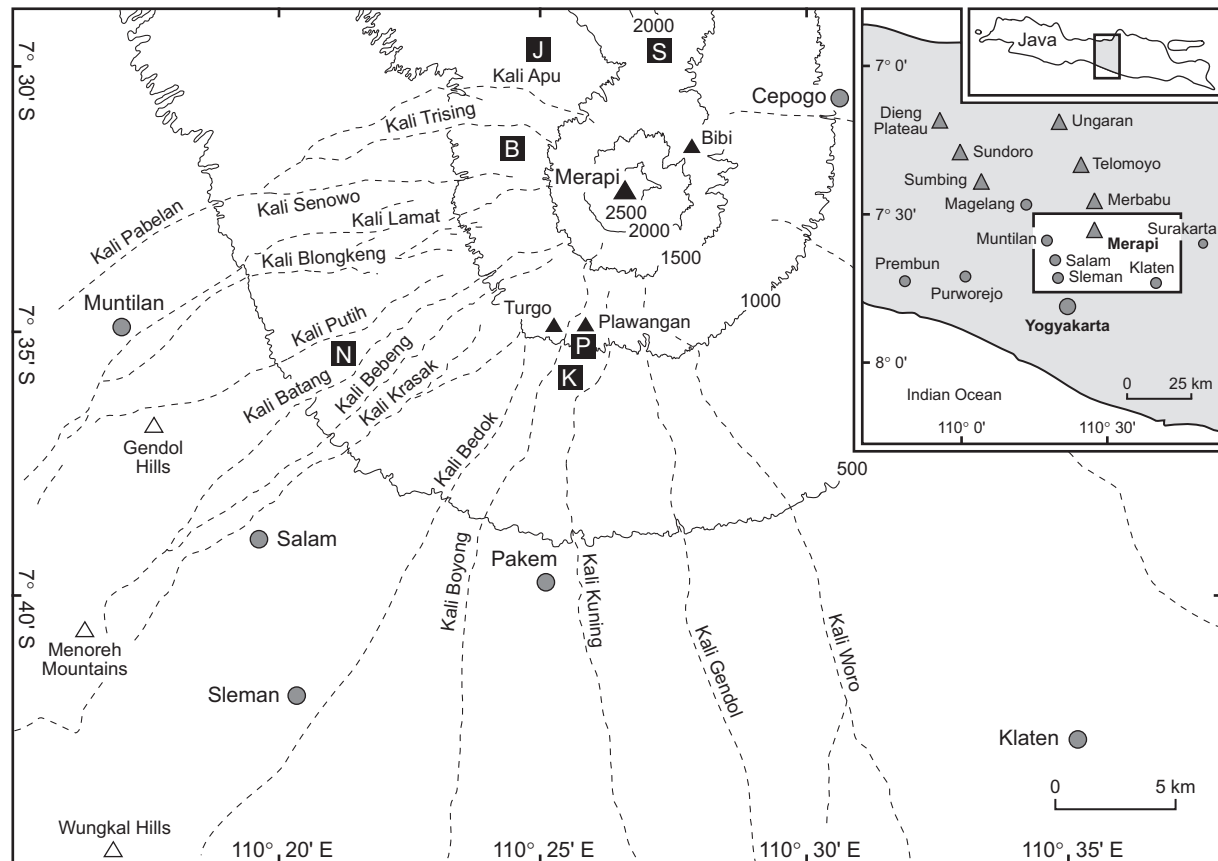 2000
J
S
7° 30' S
Kali Apu
Cepogo
Kali Trising
B
Bibi
Merapi
2500
2000
1500
Kali Senowo
Kali Lamat
Kali Pabelan
Kali Blongkeng
1000
Muntilan
Turgo
Plawangan
Kali Putih
P
7° 35' S
N
K
Kali Batang
Kali Bebeng
Kali Krasak
Gendol
Hills
Kali Bedok
500
Salam
Pakem
Kali Boyong
Kali Kuning
7° 40' S
Menoreh
Mountains
Kali Gendol
Kali Woro
Sleman
Klaten
0 5 km
Wungkal Hills
110° 20' E
110° 25' E
110° 30' E
110° 35' E
Java
7° 0'
Dieng
Plateau
Ungaran
Sundoro
Telomoyo
Sumbing
Magelang
Merbabu
7° 30'
Muntilan
Merapi
Surakarta
Salam
Sleman
Klaten
Prembun
Purworejo
Yogyakarta
8° 0'
0 25 km
Indian Ocean
110° 0'
110° 30'